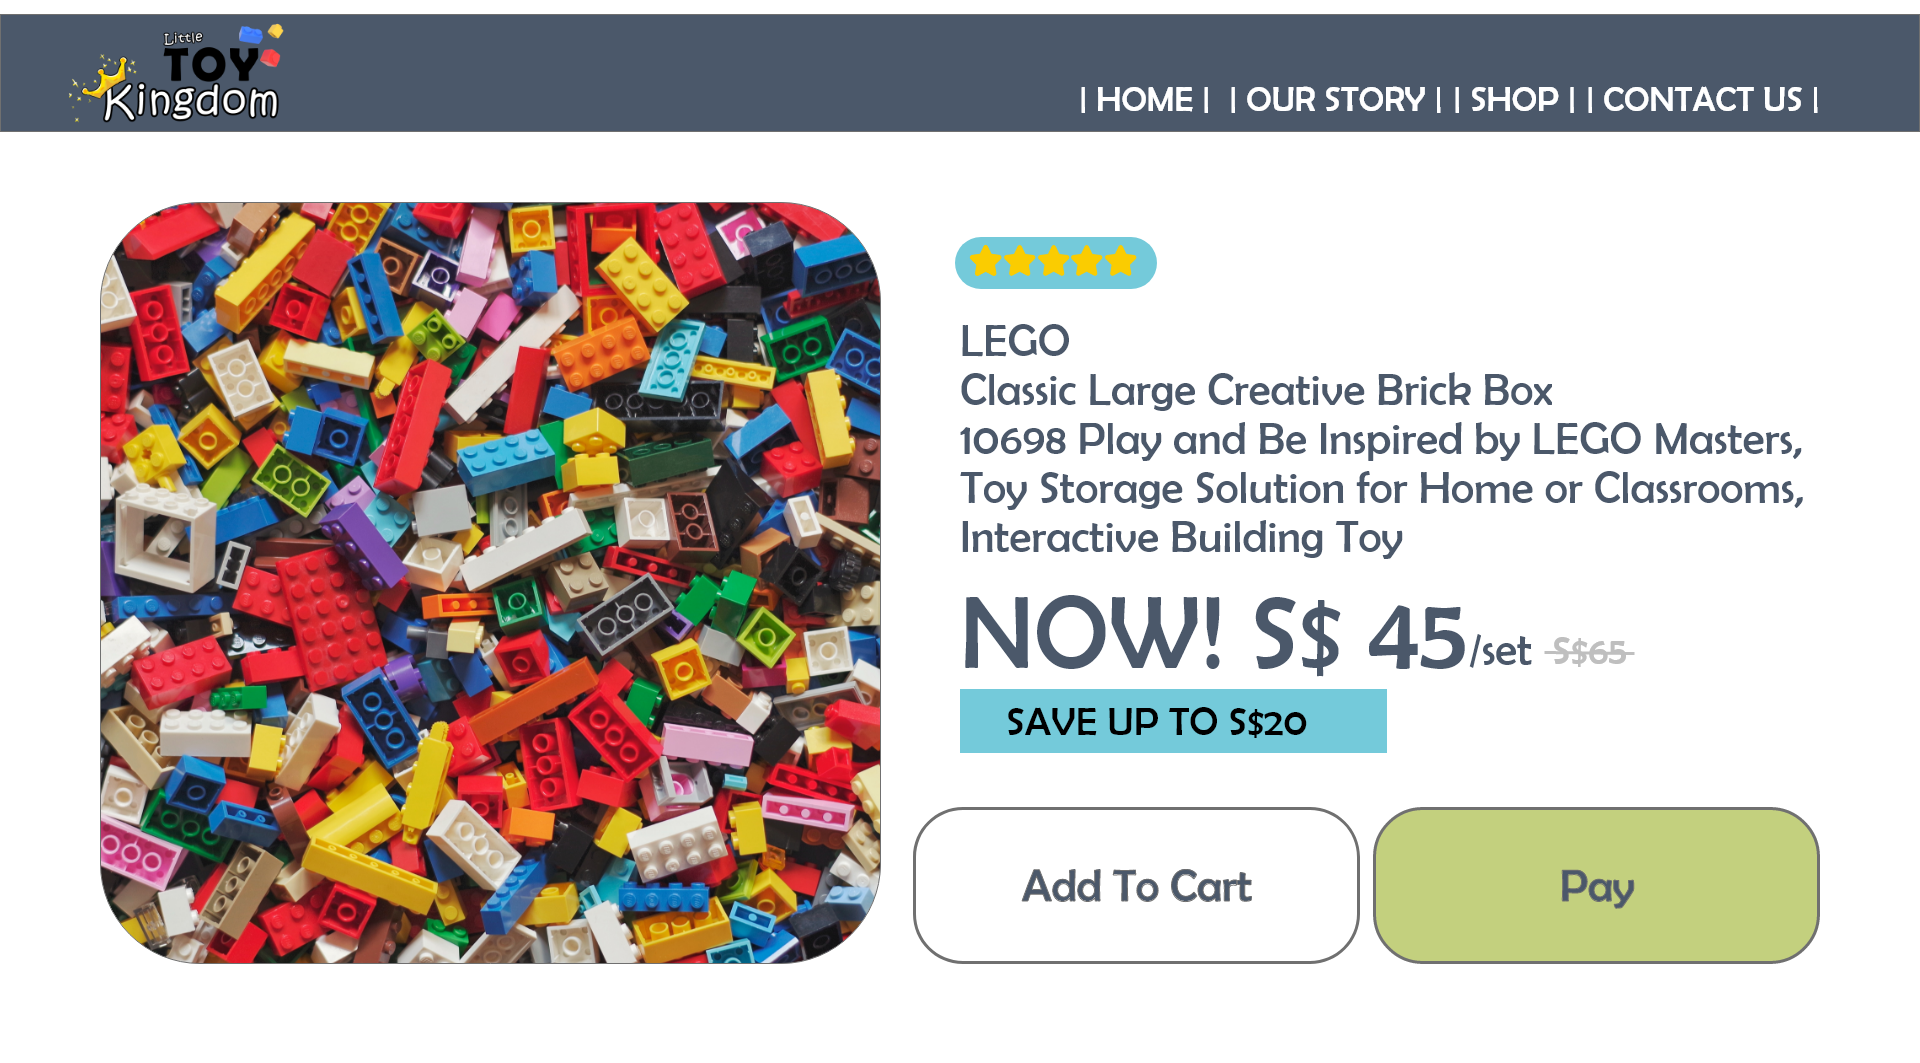 Little
TOY
Kingdom
| HOME | | OUR STORY | | SHOP | | CONTACT US |
LEGO
Classic Large Creative Brick Box
10698 Play and Be Inspired by LEGO Masters,
Toy Storage Solution for Home or Classrooms,
Interactive Building Toy
NOW! S$ 45/set S$65
SAVE UP TO S$20
Add To Cart
Pay